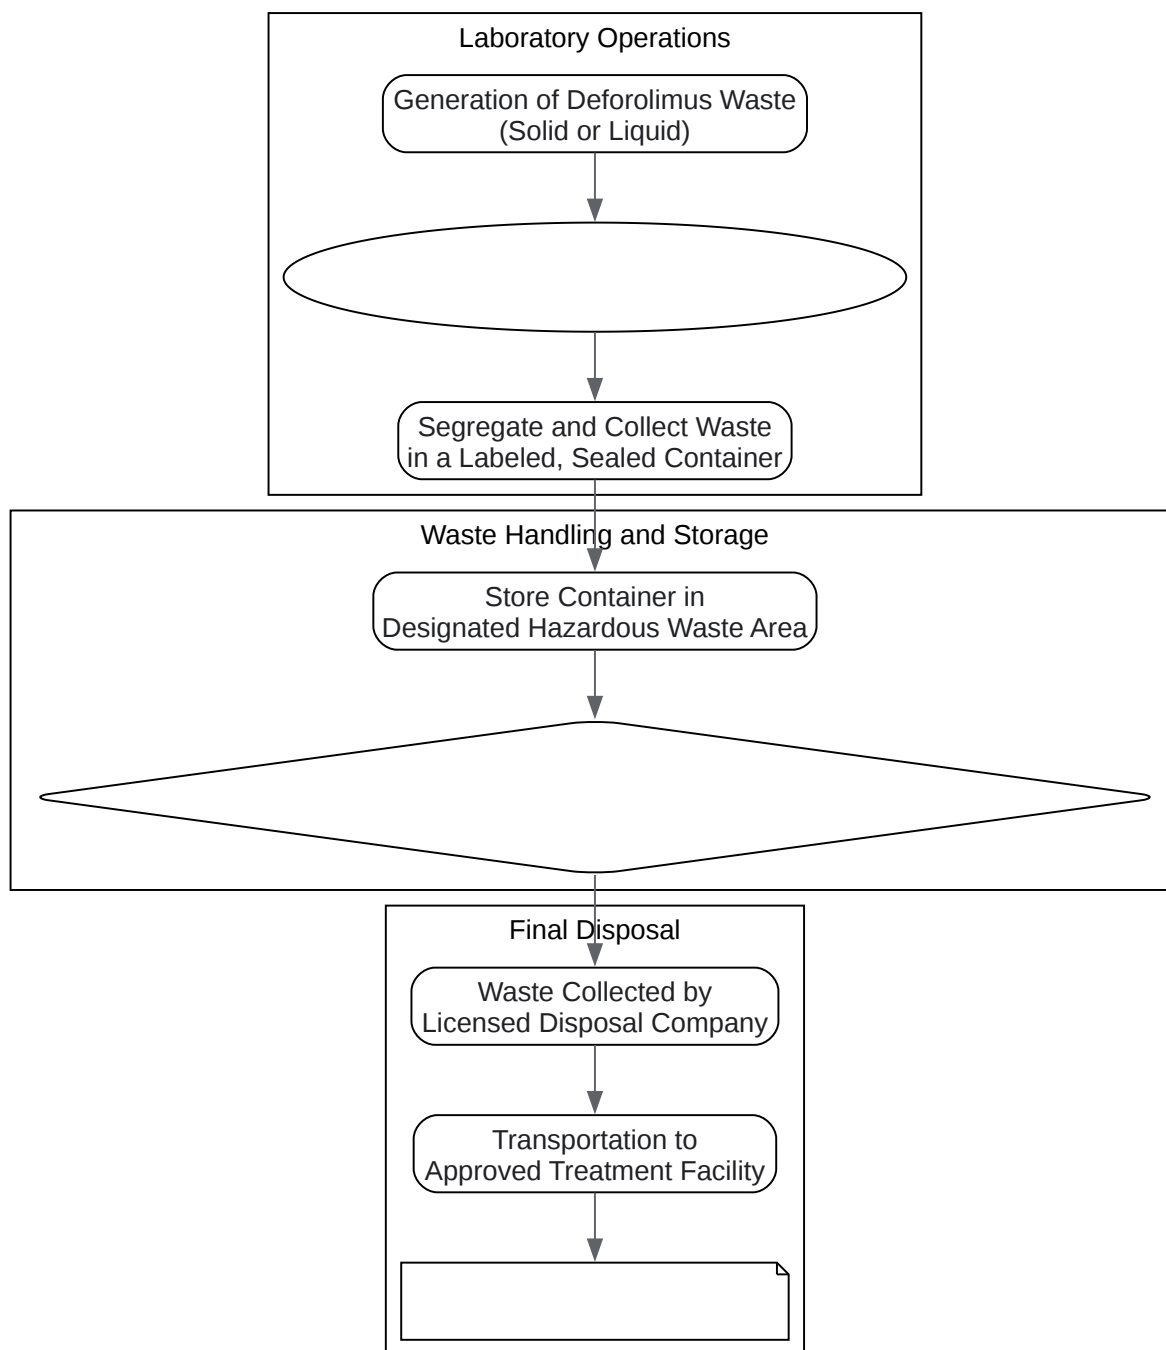 Laboratory Operations
Generation of Deforolimus Waste
(Solid or Liquid)
Segregate and Collect Waste
in a Labeled, Sealed Container
Waste Handling and Storage
Store Container in
Designated Hazardous Waste Area
Final Disposal
Waste Collected by
Licensed Disposal Company
Transportation to
Approved Treatment Facility